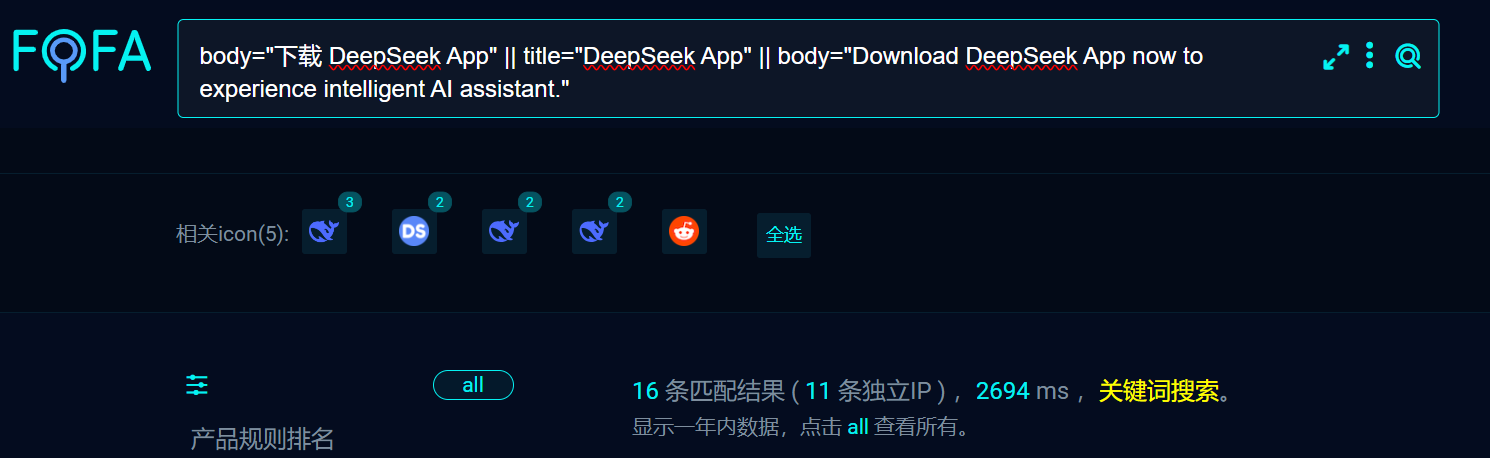 FOFA
body="下载 DeepSeek App" || title="DeepSeek App" || body="Download DeepSeek App now to
experience intelligent AI assistant."
3 2 2 2
相关icon(5): DS 全选
all
16 条匹配结果 ( 11 条独立IP ) ，2694 ms ，关键词搜索。
显示一年内数据，点击 all 查看所有。
产品规则排名